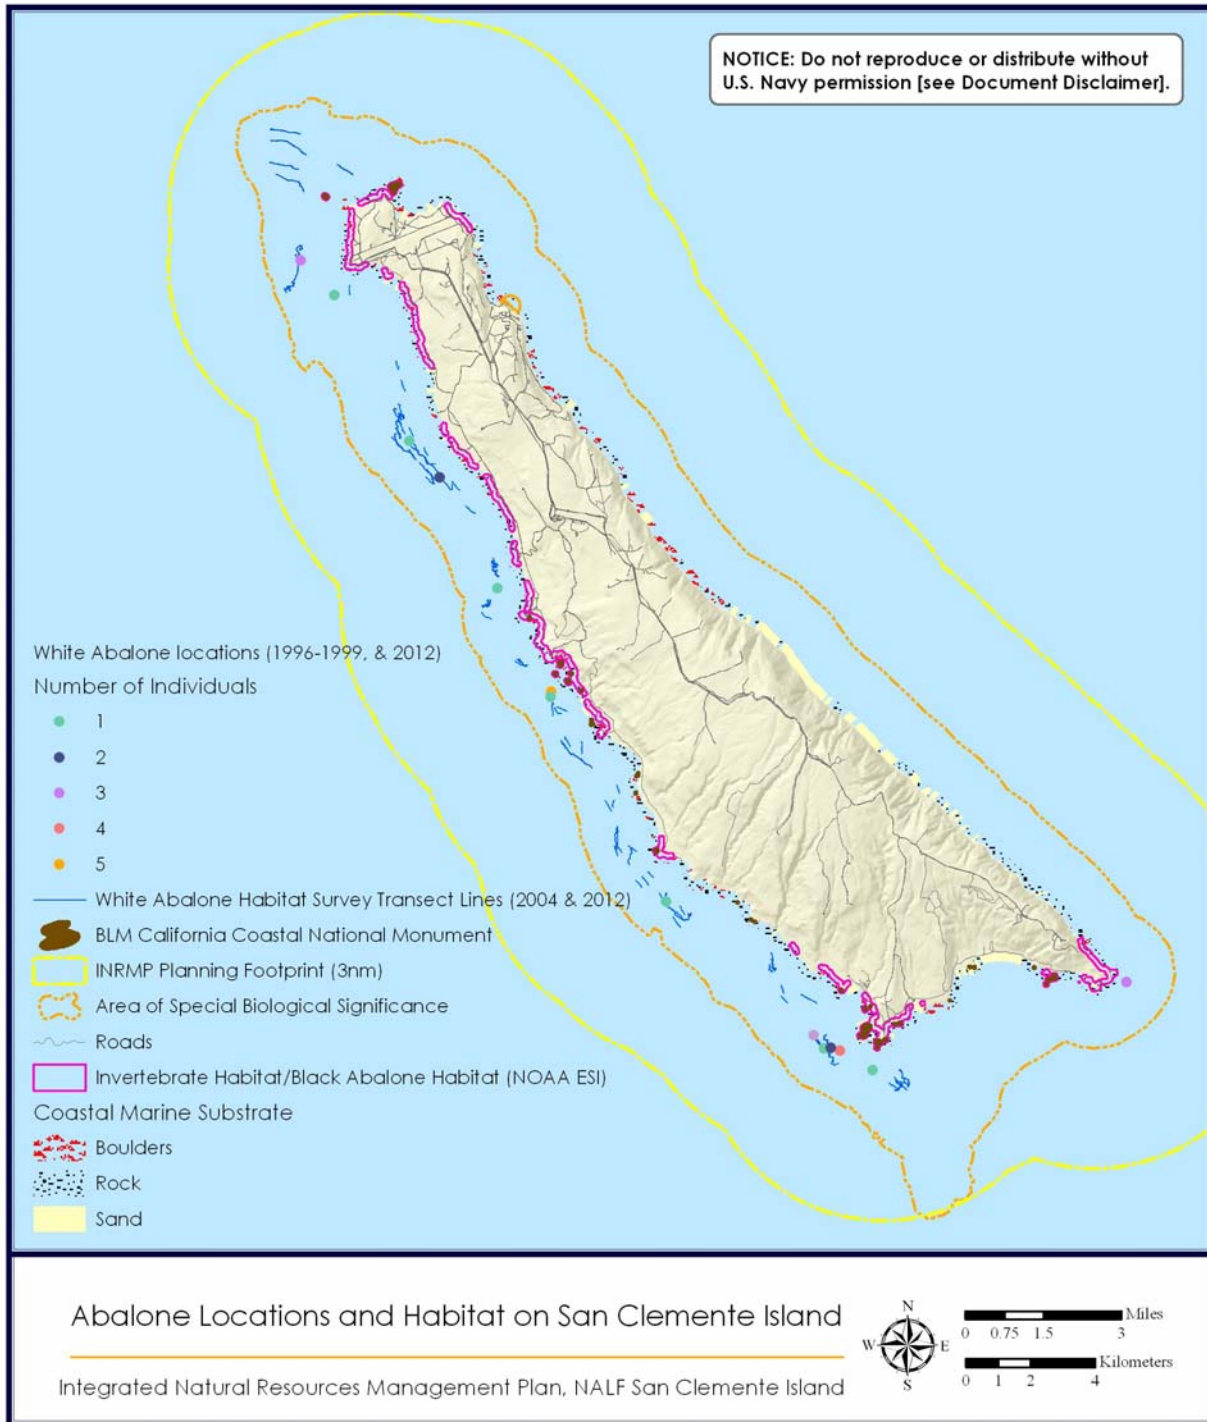 NOTICE: Do not reproduce or distribute without
U.S. Navy permission [see Document Disclaimer].
White Abalone locations (1996-1999, & 2012)
Number of Individuals
1
2
3
4
5
White Abalone Habitat Survey Transect Lines (2004 & 2012)
BLM California Coastal National Monument
INRMP Planning Footprint (3nm)
Area of Special Biological Significance
Roads
Invertebrate Habitat/Black Abalone Habitat (NOAA ESI)
Coastal Marine Substrate
Boulders
Rock
Sand
Abalone Locations and Habitat on San Clemente Island
Integrated Natural Resources Management Plan, NALF San Clemente Island
N
W E
S
Miles
0 0.75 1.5 3
Kilometers
0 1 2 4